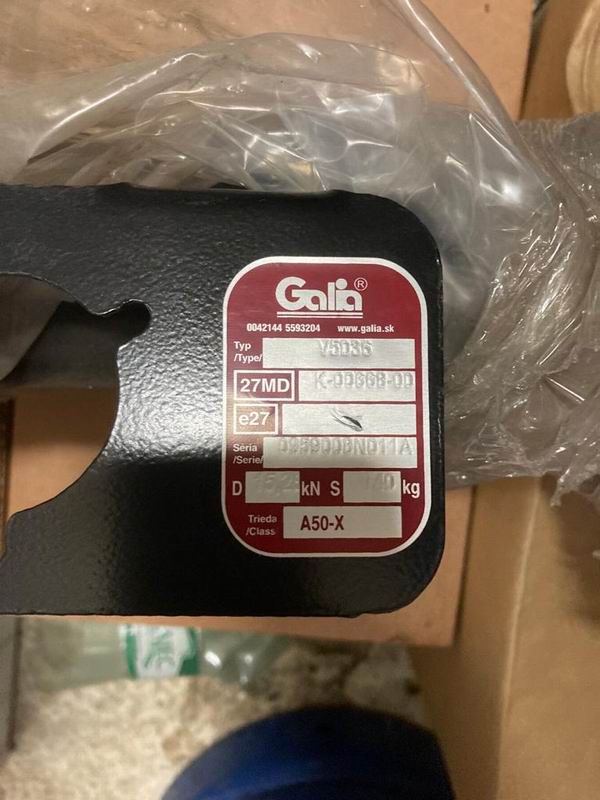 Galia®
0042144 5593204 www.galia.sk
Typ
/Type/ V5036
27MD K-00868-00
e27
Séria
/Serie/
D kN S kg
Trieda
/Class A50-X